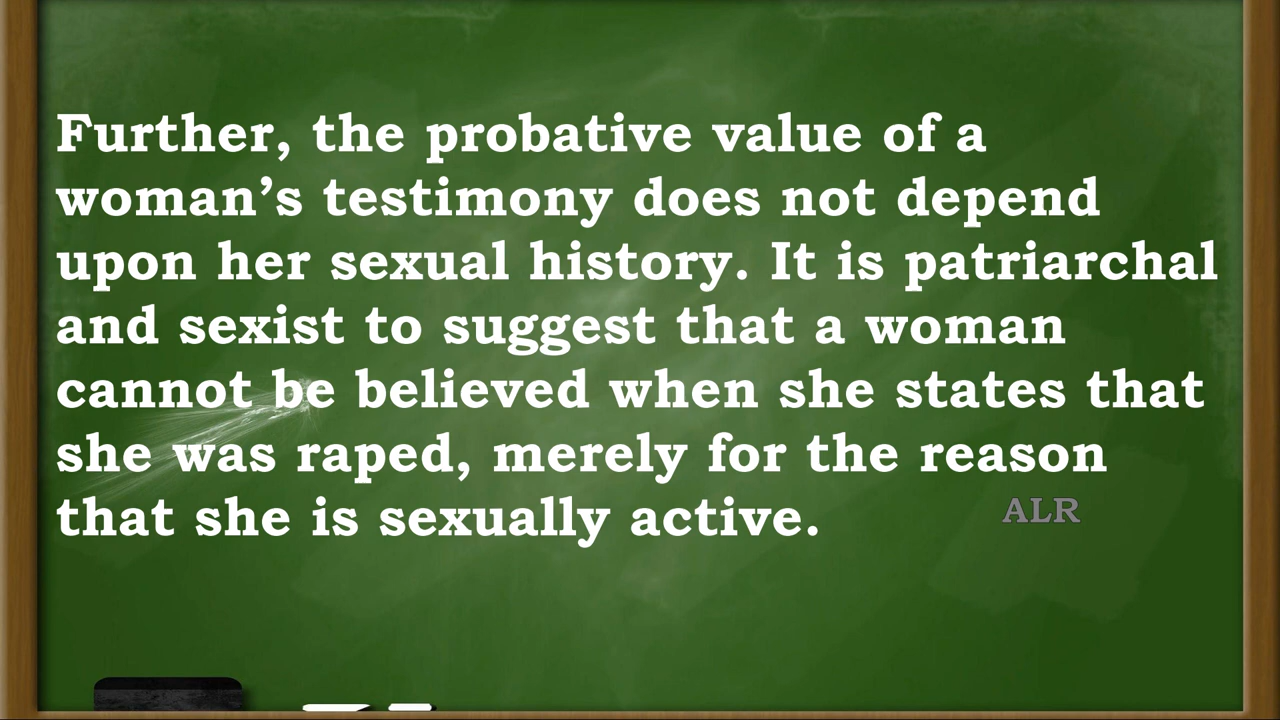 Further, the probative value of a
woman’s testimony does not depend
upon her sexual history. It is patriarchal
and sexist to suggest that a woman
cannot be believed when she states that
she was raped, merely for the reason
that she is sexually active.
ALR